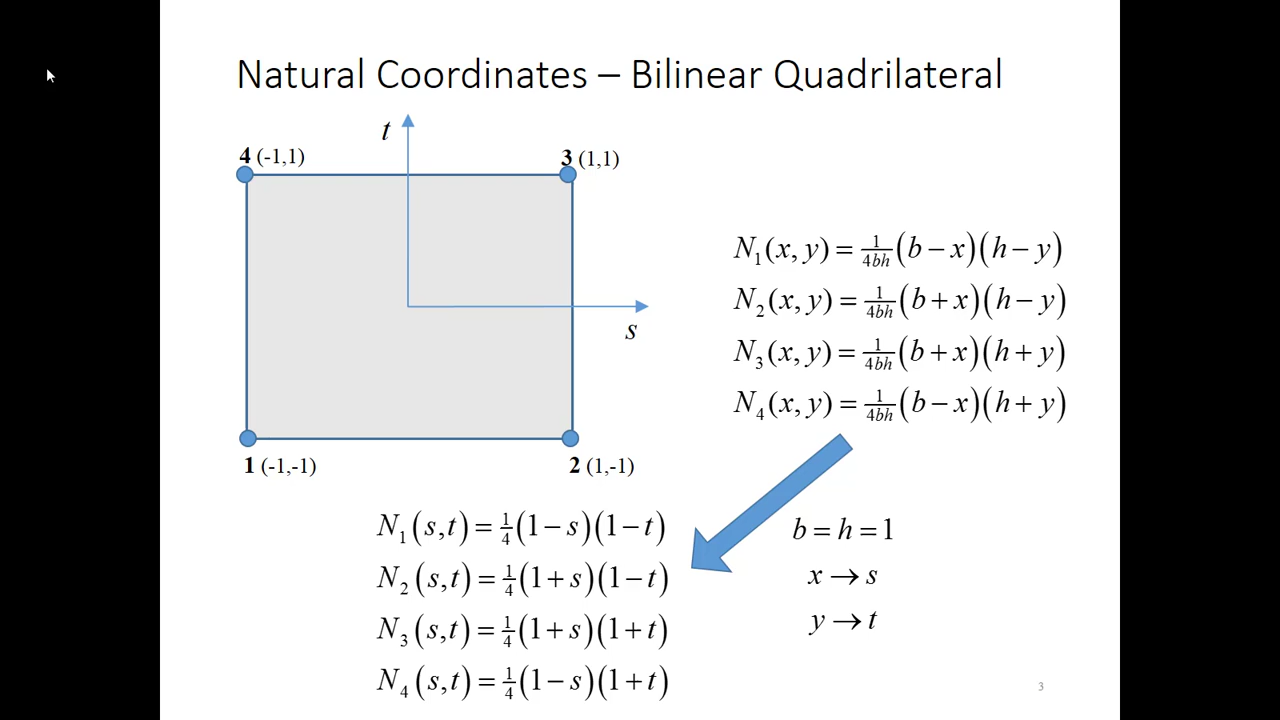 Natural Coordinates – Bilinear Quadrilateral
t
4 (-1,1)
3 (1,1)
s
1 (-1,-1)
2 (1,-1)
N₁(x, y) = 1/4bh (b − x)(h − y)
N₂(x, y) = 1/4bh (b + x)(h − y)
N₃(x, y) = 1/4bh (b + x)(h + y)
N₄(x, y) = 1/4bh (b − x)(h + y)
N₁(s,t) = 1/4 (1 − s)(1 − t)
N₂(s,t) = 1/4 (1 + s)(1 − t)
N₃(s,t) = 1/4 (1 + s)(1 + t)
N₄(s,t) = 1/4 (1 − s)(1 + t)
b = h = 1
x → s
y → t
3